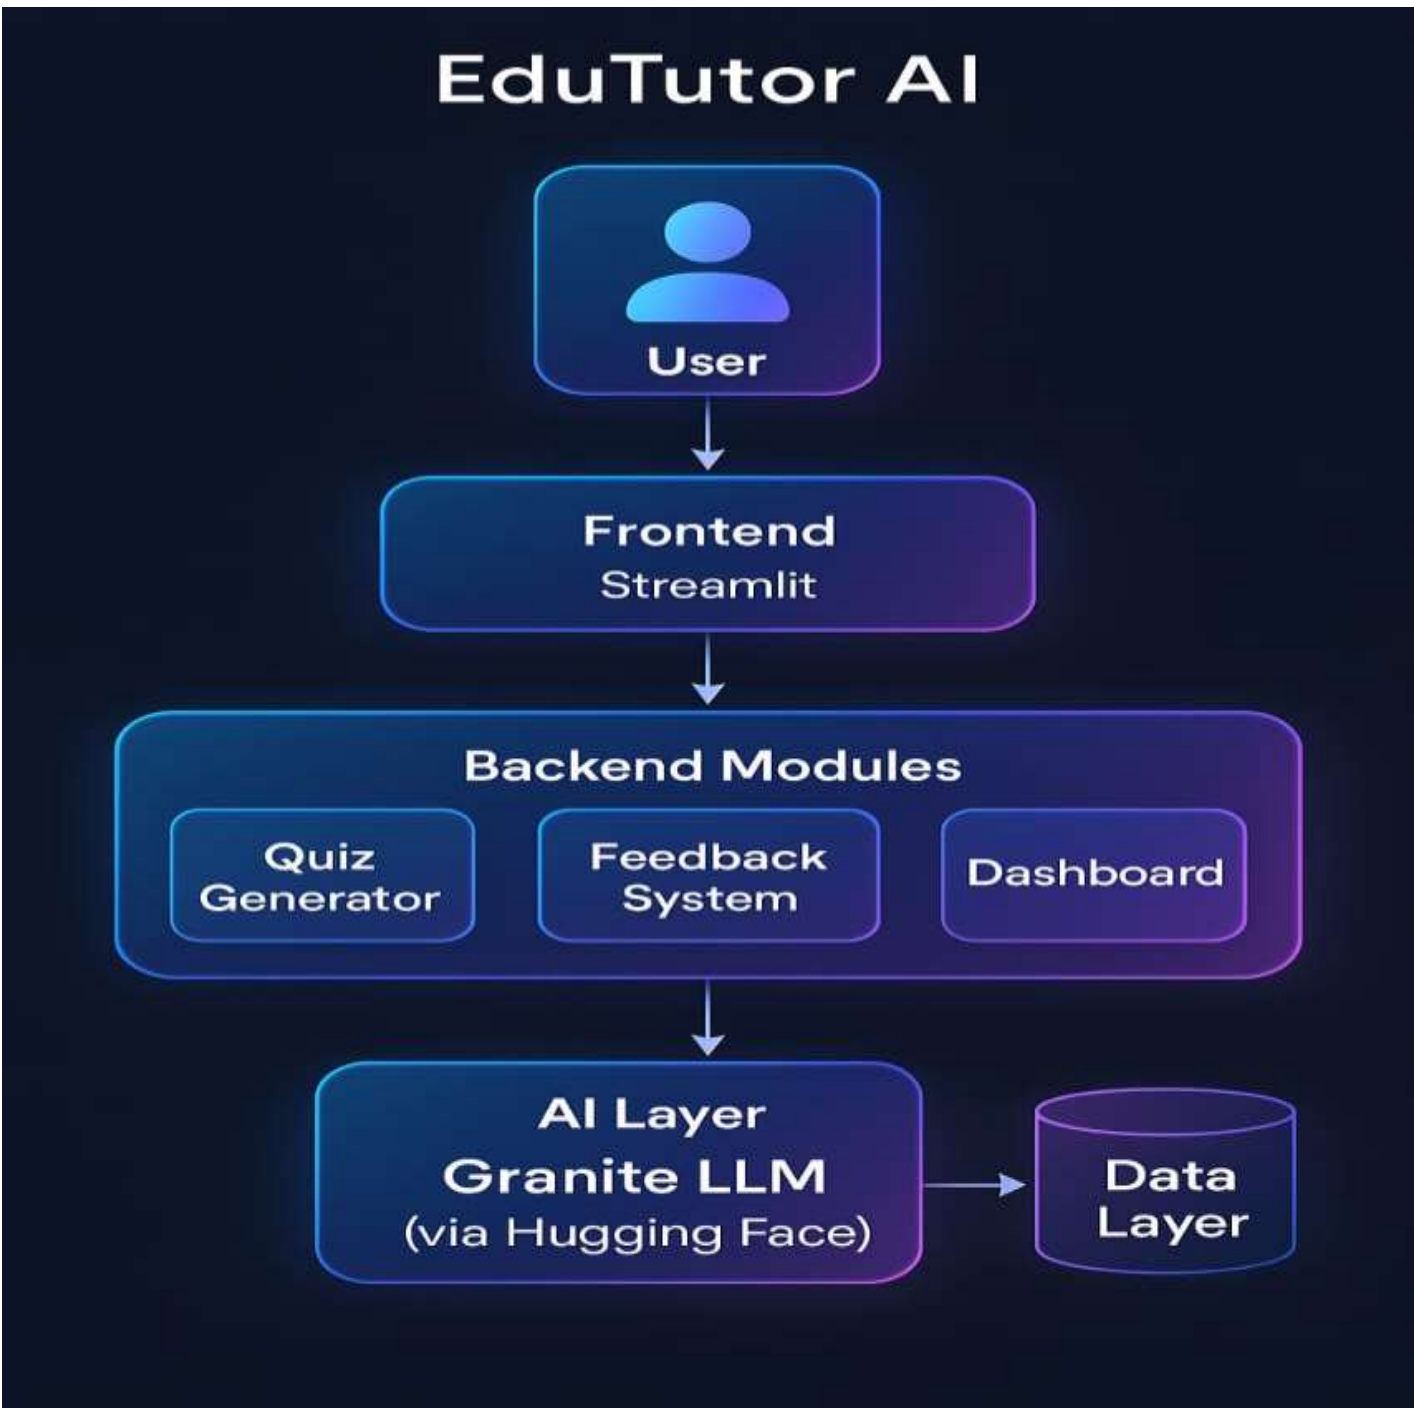 EduTutor AI
User
Frontend
Streamlit
Backend Modules
Quiz
Generator
Feedback
System
Dashboard
AI Layer
Granite LLM
(via Hugging Face)
Data
Layer